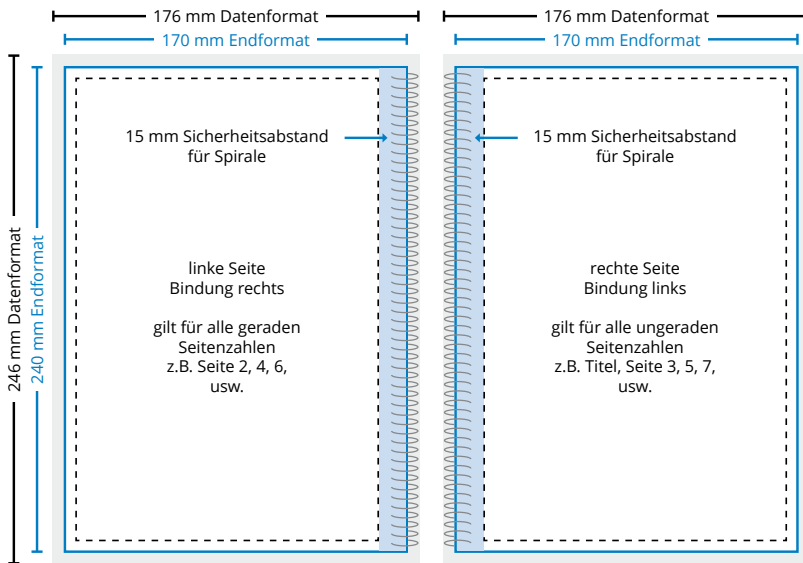 176 mm Datenformat
170 mm Endformat
176 mm Datenformat
170 mm Endformat
246 mm Datenformat
240 mm Endformat
15 mm Sicherheitsabstand
für Spirale
linke Seite
Bindung rechts
gilt für alle geraden
Seitenzahlen
z.B. Seite 2, 4, 6,
usw.
15 mm Sicherheitsabstand
für Spirale
rechte Seite
Bindung links
gilt für alle ungeraden
Seitenzahlen
z.B. Titel, Seite 3, 5, 7,
usw.